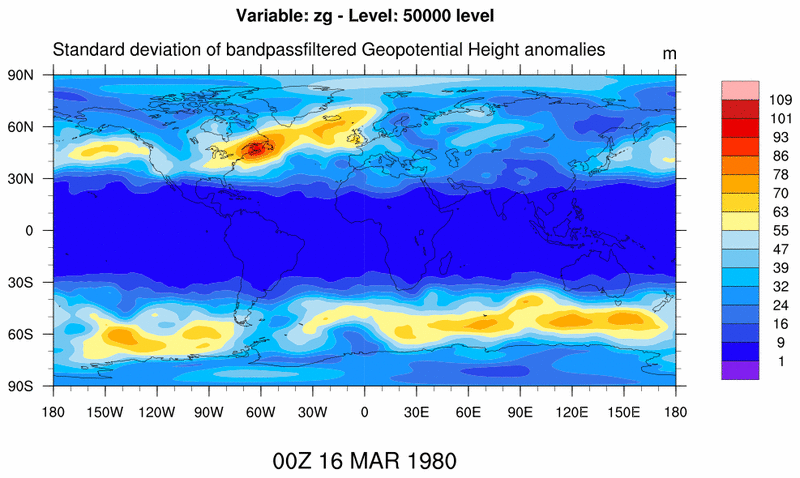 Variable: zg - Level: 50000 level
Standard deviation of bandpassfiltered Geopotential Height anomalies
m
90N
60N
30N
0
30S
60S
90S
180 150W 120W 90W 60W 30W 0 30E 60E 90E 120E 150E 180
109
101
93
86
78
70
63
55
47
39
32
24
16
9
1
00Z 16 MAR 1980